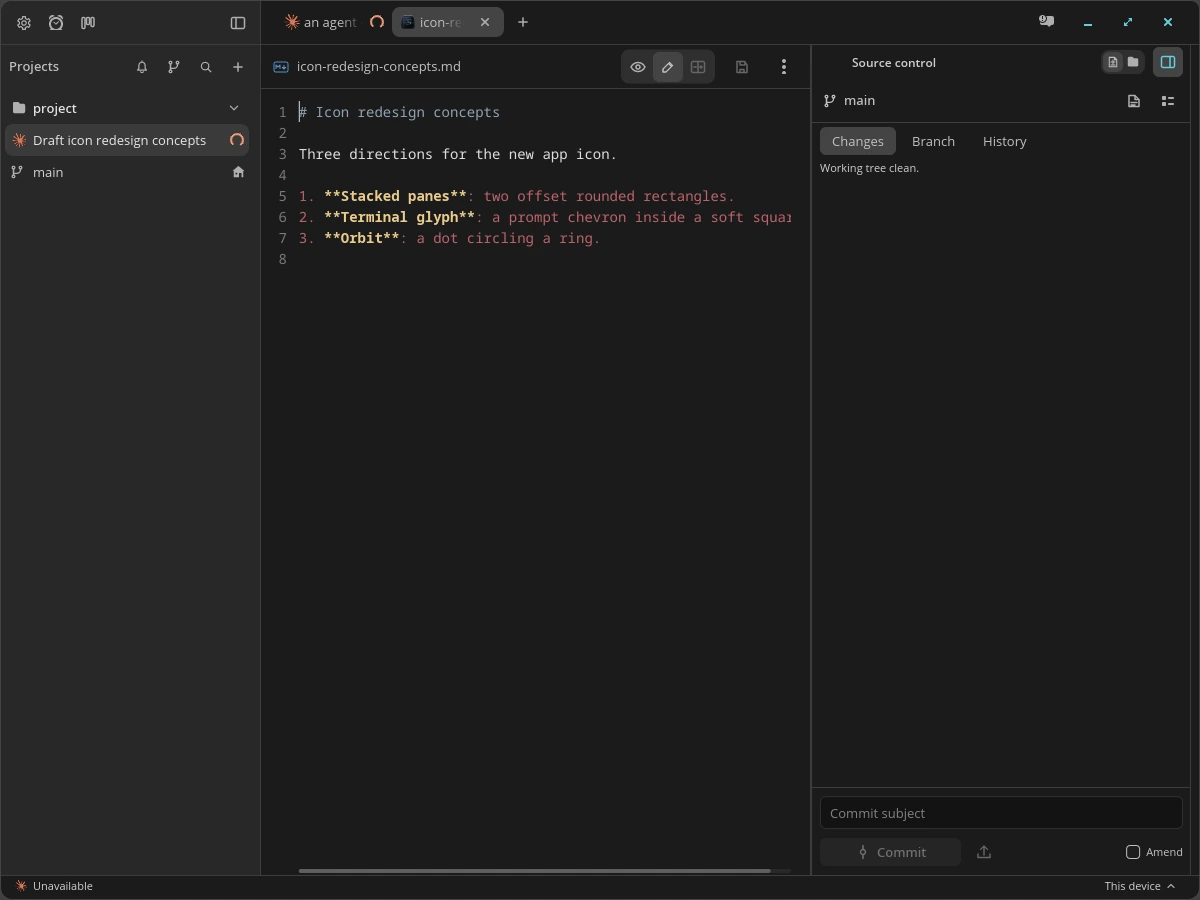 an agent
icon-re
Projects
icon-redesign-concepts.md
Source control
project
main
Draft icon redesign concepts
main
1 # Icon redesign concepts
2
3 Three directions for the new app icon.
4
5 1. **Stacked panes**: two offset rounded rectangles.
6 2. **Terminal glyph**: a prompt chevron inside a soft squar
7 3. **Orbit**: a dot circling a ring.
8
Changes Branch History
Working tree clean.
Commit subject
Commit
Amend
Unavailable
This device